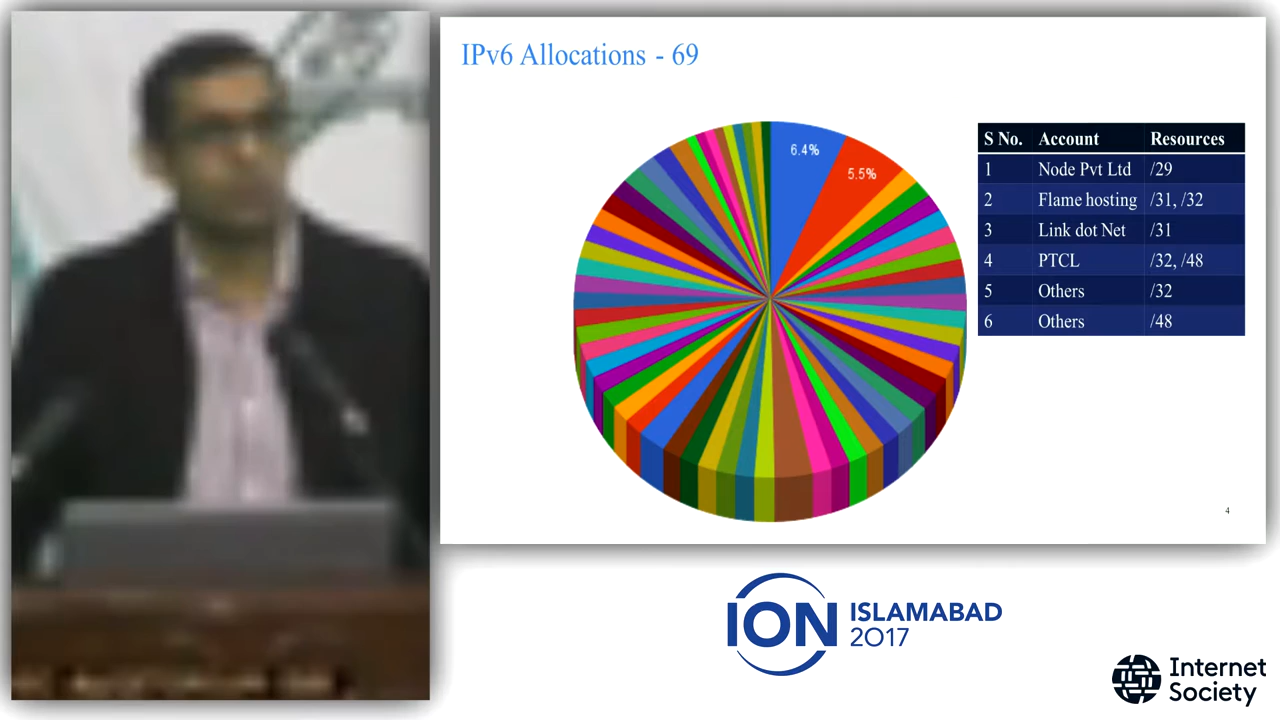 IPv6 Allocations - 69
6.4%
5.5%
S No. Account Resources
1 Node Pvt Ltd /29
2 Flame hosting /31, /32
3 Link dot Net /31
4 PTCL /32, /48
5 Others /32
6 Others /48
4
ION ISLAMABAD
2017
Internet
Society